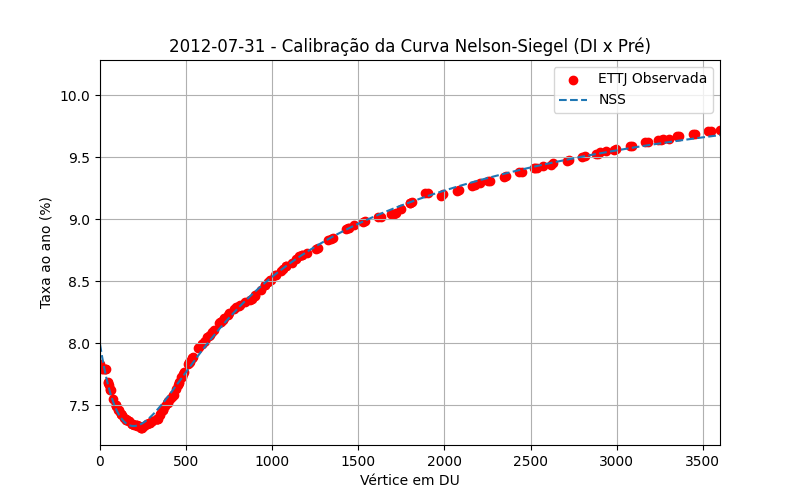 2012-07-31 - Calibração da Curva Nelson-Siegel (DI x Pré)
ETTJ Observada
NSS
Taxa ao ano (%)
10.0
9.5
9.0
8.5
8.0
7.5
0 500 1000 1500 2000 2500 3000 3500
Vértice em DU